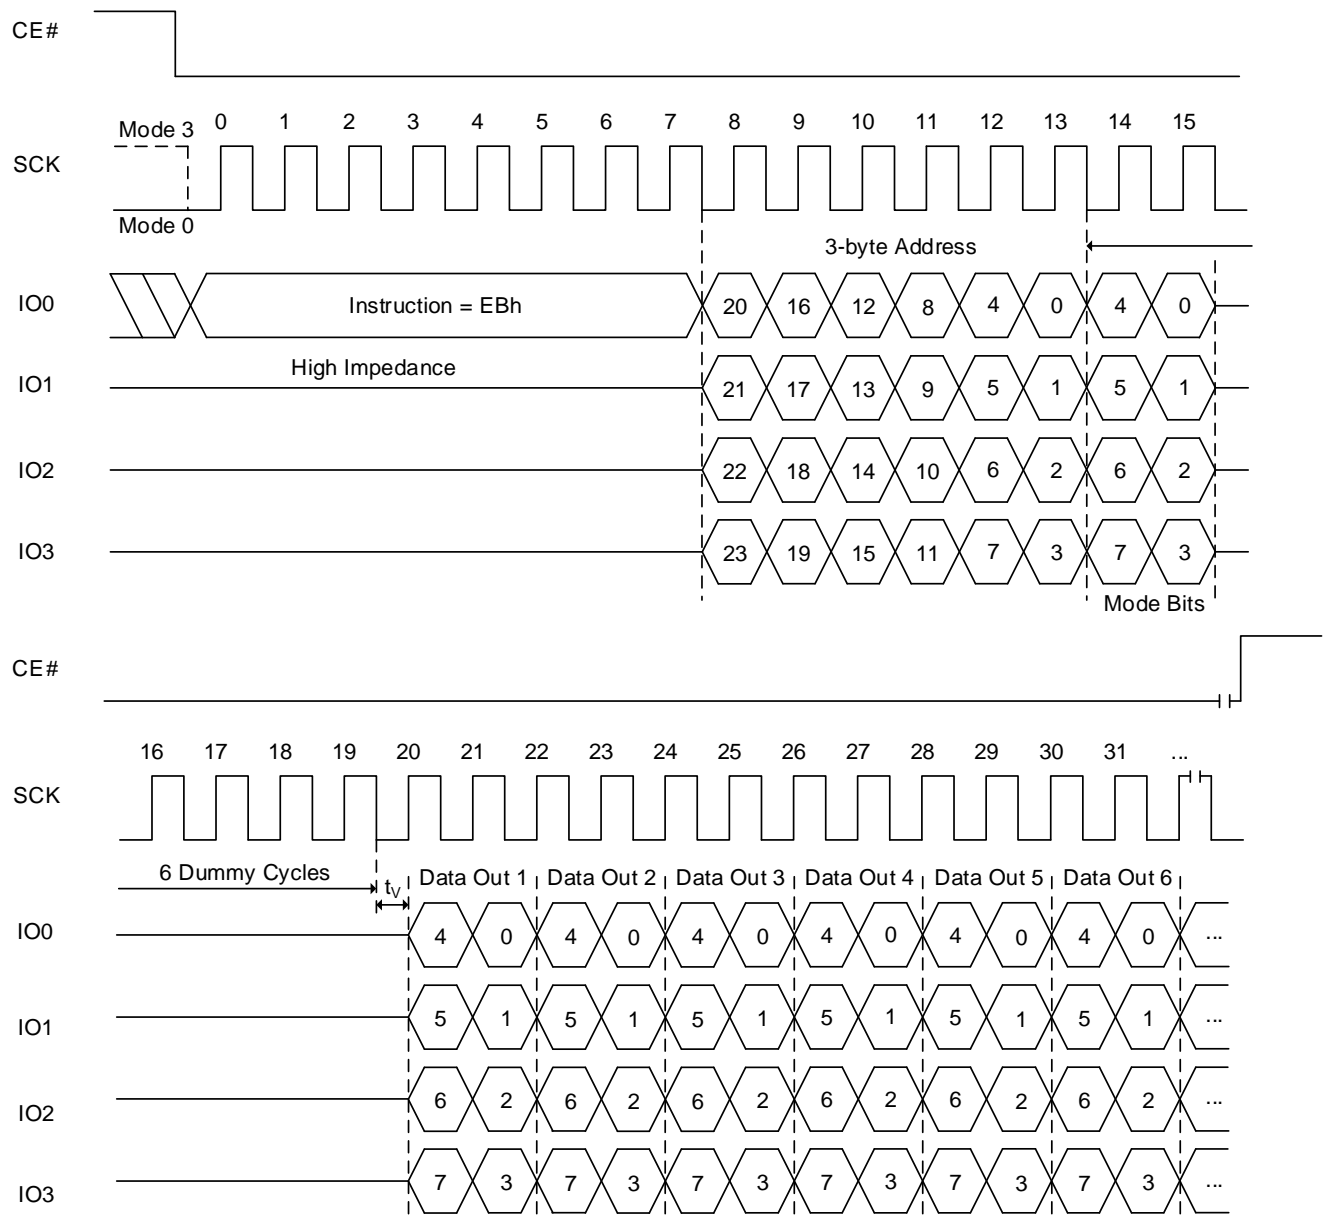 CE#
Mode 3 0 1 2 3 4 5 6 7 8 9 10 11 12 13 14 15
SCK
Mode 0
3-byte Address
IO0 Instruction = EBh 20 16 12 8 4 0 4 0
High Impedance
IO1 21 17 13 9 5 1 5 1
IO2 22 18 14 10 6 2 6 2
IO3 23 19 15 11 7 3 7 3
Mode Bits
CE#
16 17 18 19 20 21 22 23 24 25 26 27 28 29 30 31 ...
SCK
6 Dummy Cycles tV Data Out 1 Data Out 2 Data Out 3 Data Out 4 Data Out 5 Data Out 6
IO0 4 0 4 0 4 0 4 0 4 0 4 0 ...
IO1 5 1 5 1 5 1 5 1 5 1 5 1 ...
IO2 6 2 6 2 6 2 6 2 6 2 6 2 ...
IO3 7 3 7 3 7 3 7 3 7 3 7 3 ...